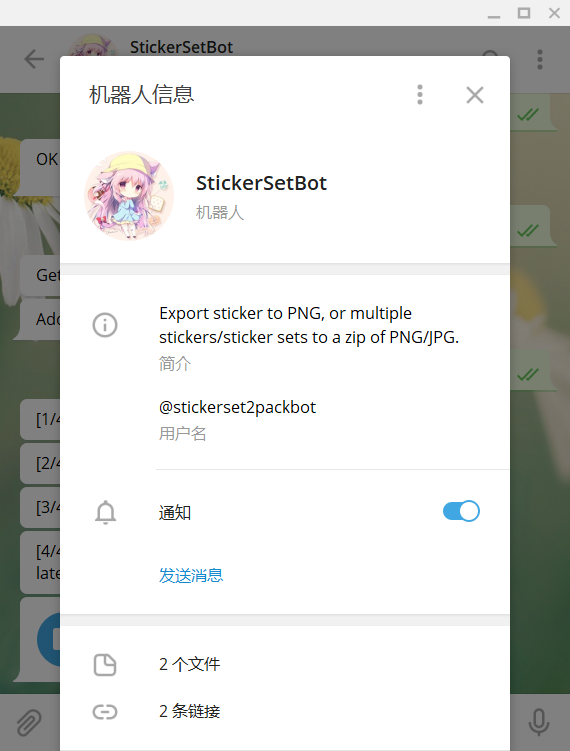 StickerSetBot
机器人信息
StickerSetBot
机器人
OK
Get
Add
[1/4
[2/4
[3/4
[4/4
late
Export sticker to PNG, or multiple
stickers/sticker sets to a zip of PNG/JPG.
简介
@stickerset2packbot
用户名
通知
发送消息
2 个文件
2 条链接